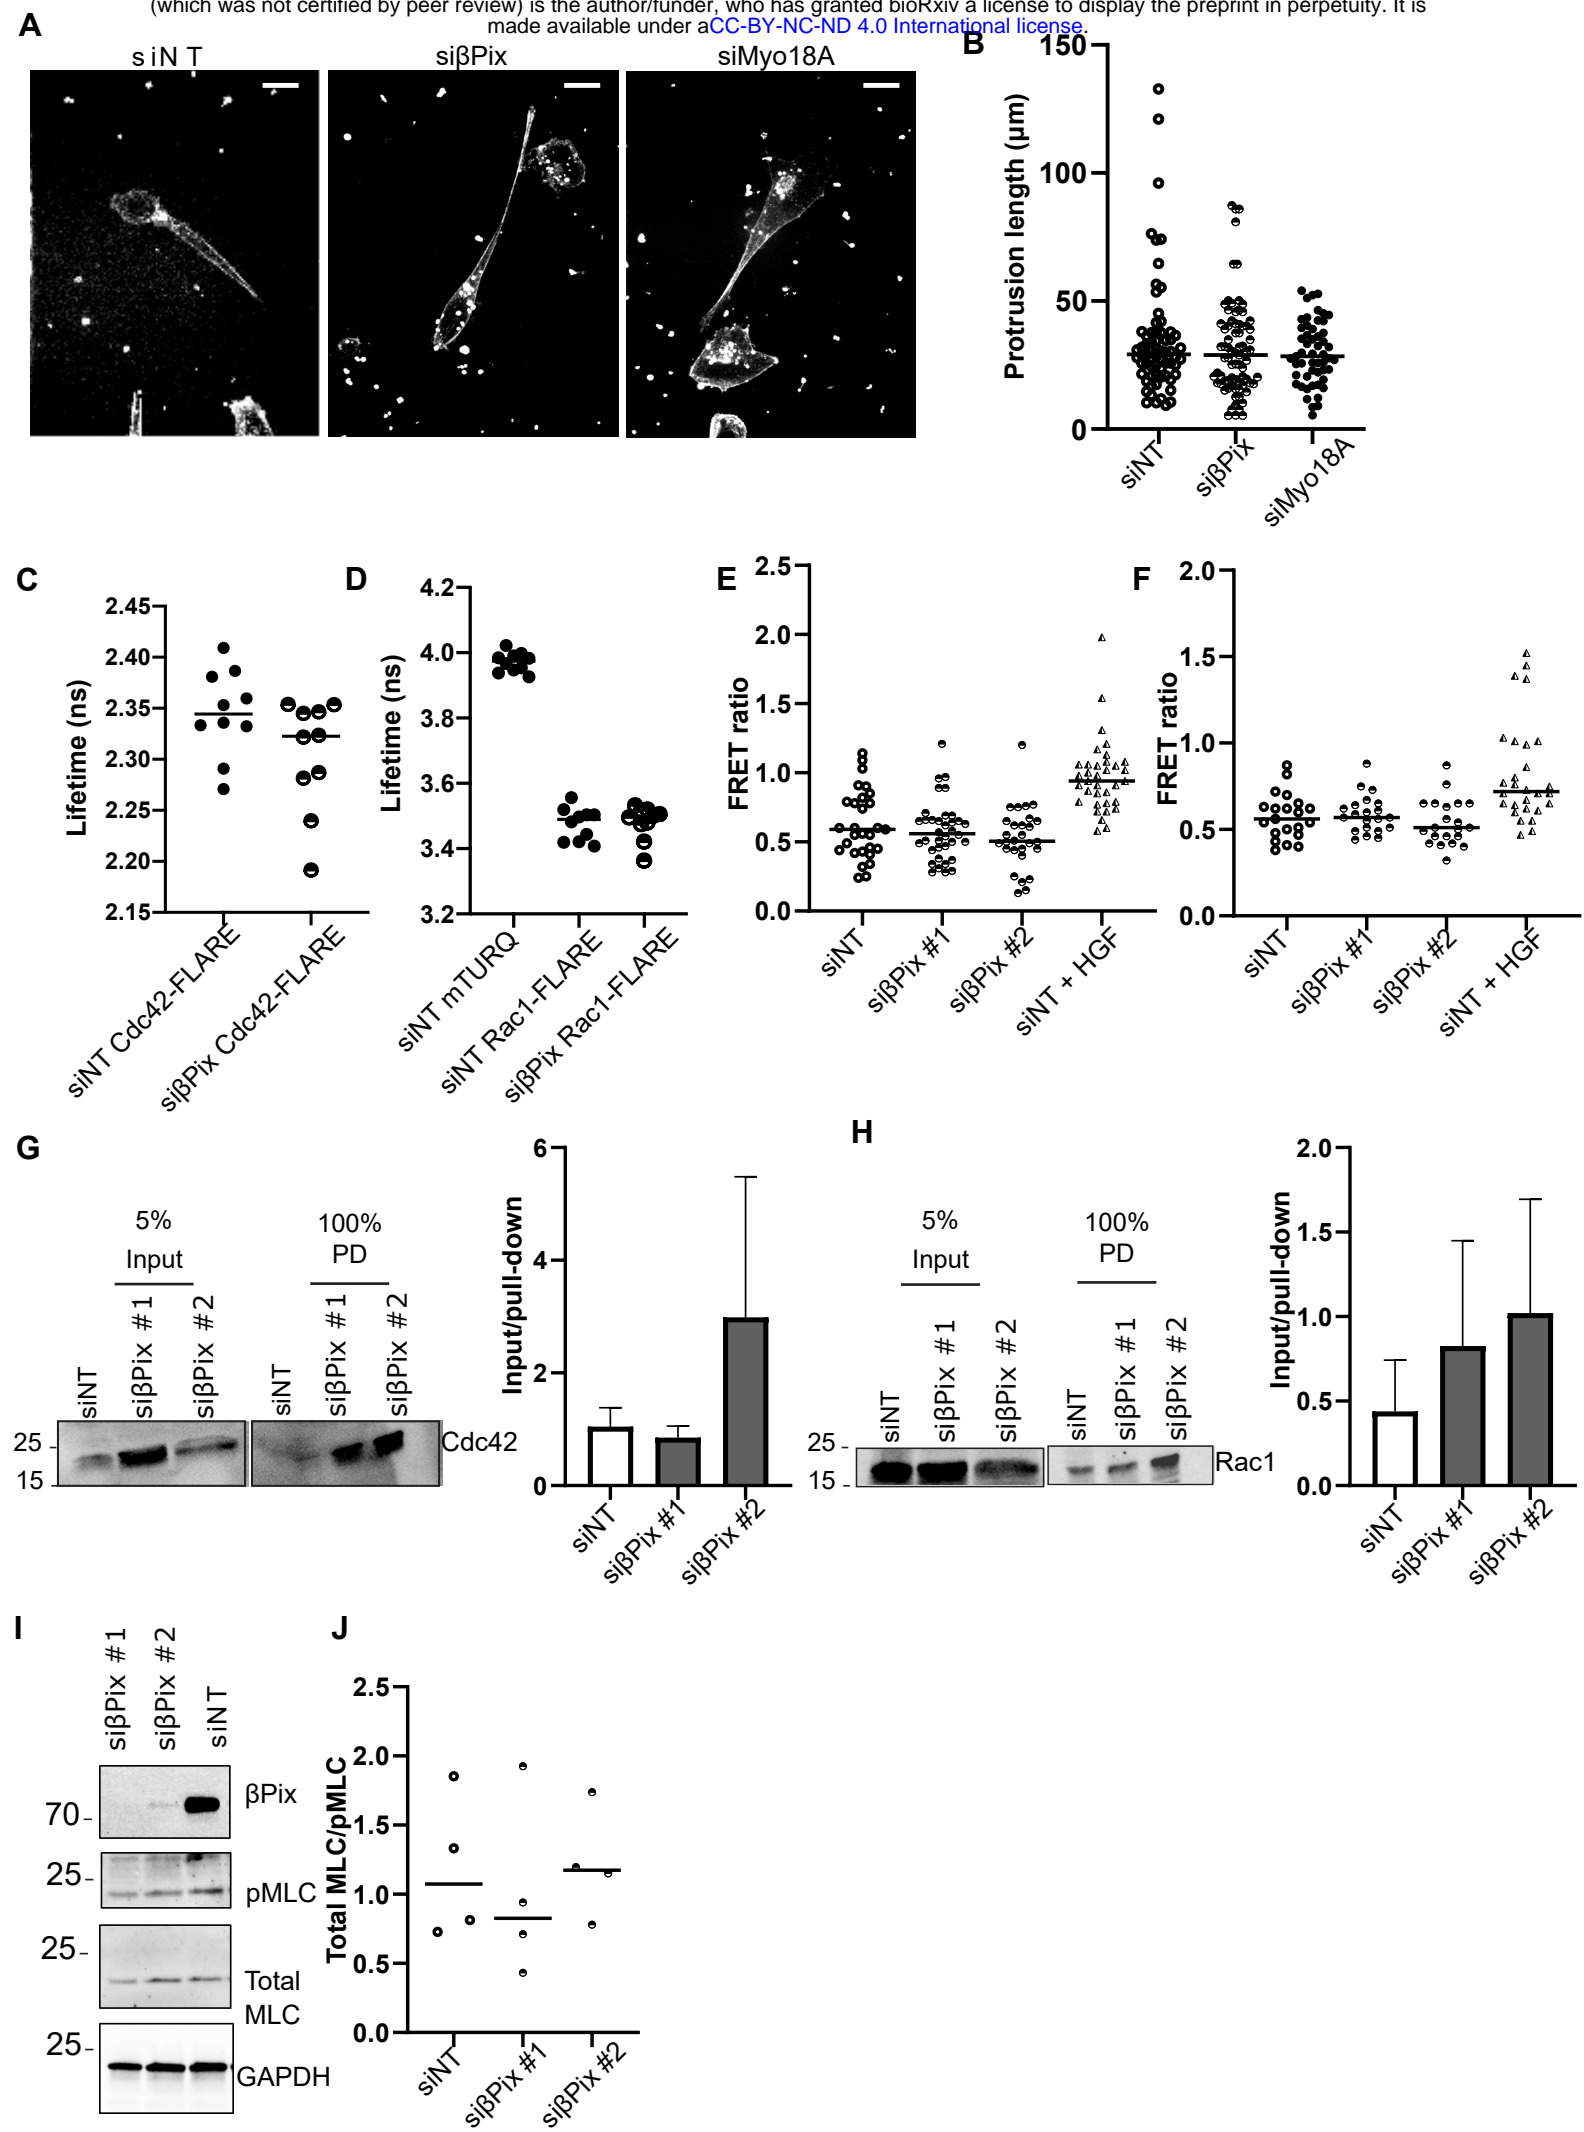 (which was not certified by peer review) is the author/funder, who has granted bioRxiv a license to display the preprint in perpetuity. It is
made available under aCC-BY-NC-ND 4.0 International license.
A
siNT
siβPix
siMyo18A
B
Protrusion length (μm)
150
100
50
0
siNT
siβPix
siMyo18A
C
Lifetime (ns)
2.45
2.40
2.35
2.30
2.25
2.20
2.15
siNT Cdc42-FLARE
siβPix Cdc42-FLARE
D
Lifetime (ns)
4.2
4.0
3.8
3.6
3.4
3.2
siNT mTURQ
siNT Rac1-FLARE
siβPix Rac1-FLARE
E
FRET ratio
2.5
2.0
1.5
1.0
0.5
0.0
siNT
siβPix #1
siβPix #2
siNT + HGF
F
FRET ratio
2.0
1.5
1.0
0.5
0.0
siNT
siβPix #1
siβPix #2
siNT + HGF
G
5%
Input
100%
PD
siNT
siβPix #1
siβPix #2
siNT
siβPix #1
siβPix #2
25
15
Cdc42
Input/pull-down
6
4
2
0
siNT
siβPix #1
siβPix #2
H
5%
Input
100%
PD
siNT
siβPix #1
siβPix #2
siNT
siβPix #1
siβPix #2
25
15
Rac1
Input/pull-down
2.0
1.5
1.0
0.5
0.0
siNT
siβPix #1
siβPix #2
I
siβPix #1
siβPix #2
siNT
70
βPix
25
pMLC
25
Total
MLC
25
GAPDH
J
Total MLC/pMLC
2.5
2.0
1.5
1.0
0.5
0.0
siNT
siβPix #1
siβPix #2